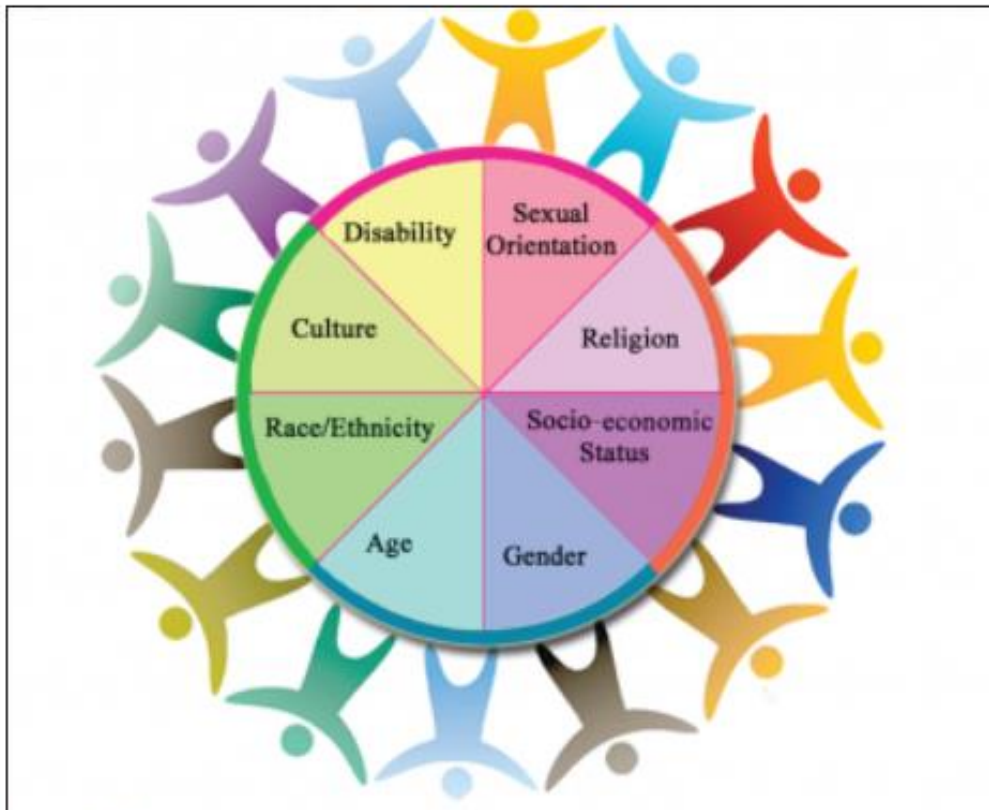 Disability
Sexual
Orientation
Culture
Religion
Race/Ethnicity
Socio-economic
Status
Age
Gender